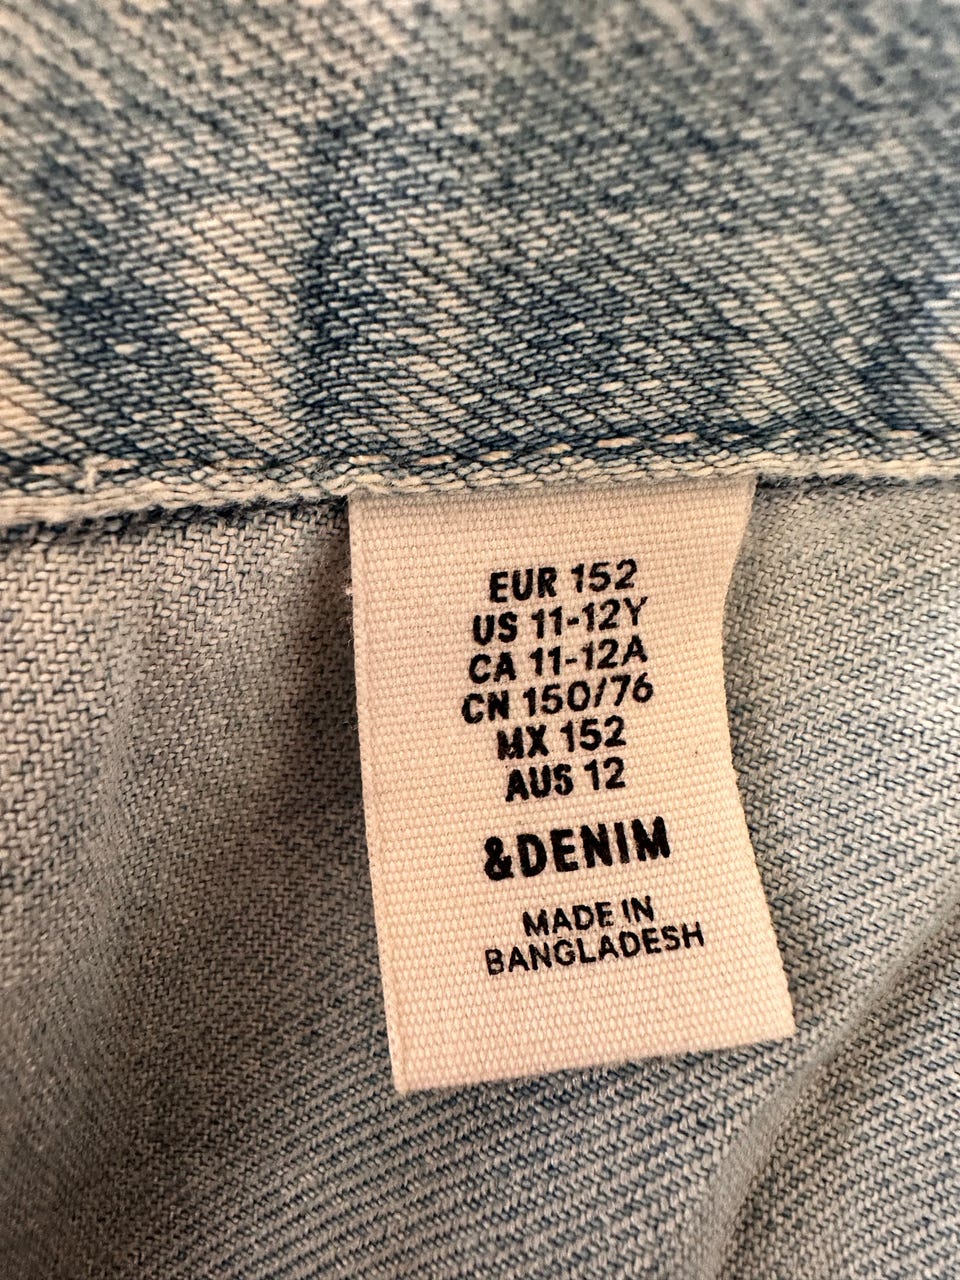 EUR 152
US 11-12Y
CA 11-12A
CN 150/76
MX 152
AUS 12
&DENIM
MADE IN
BANGLADESH